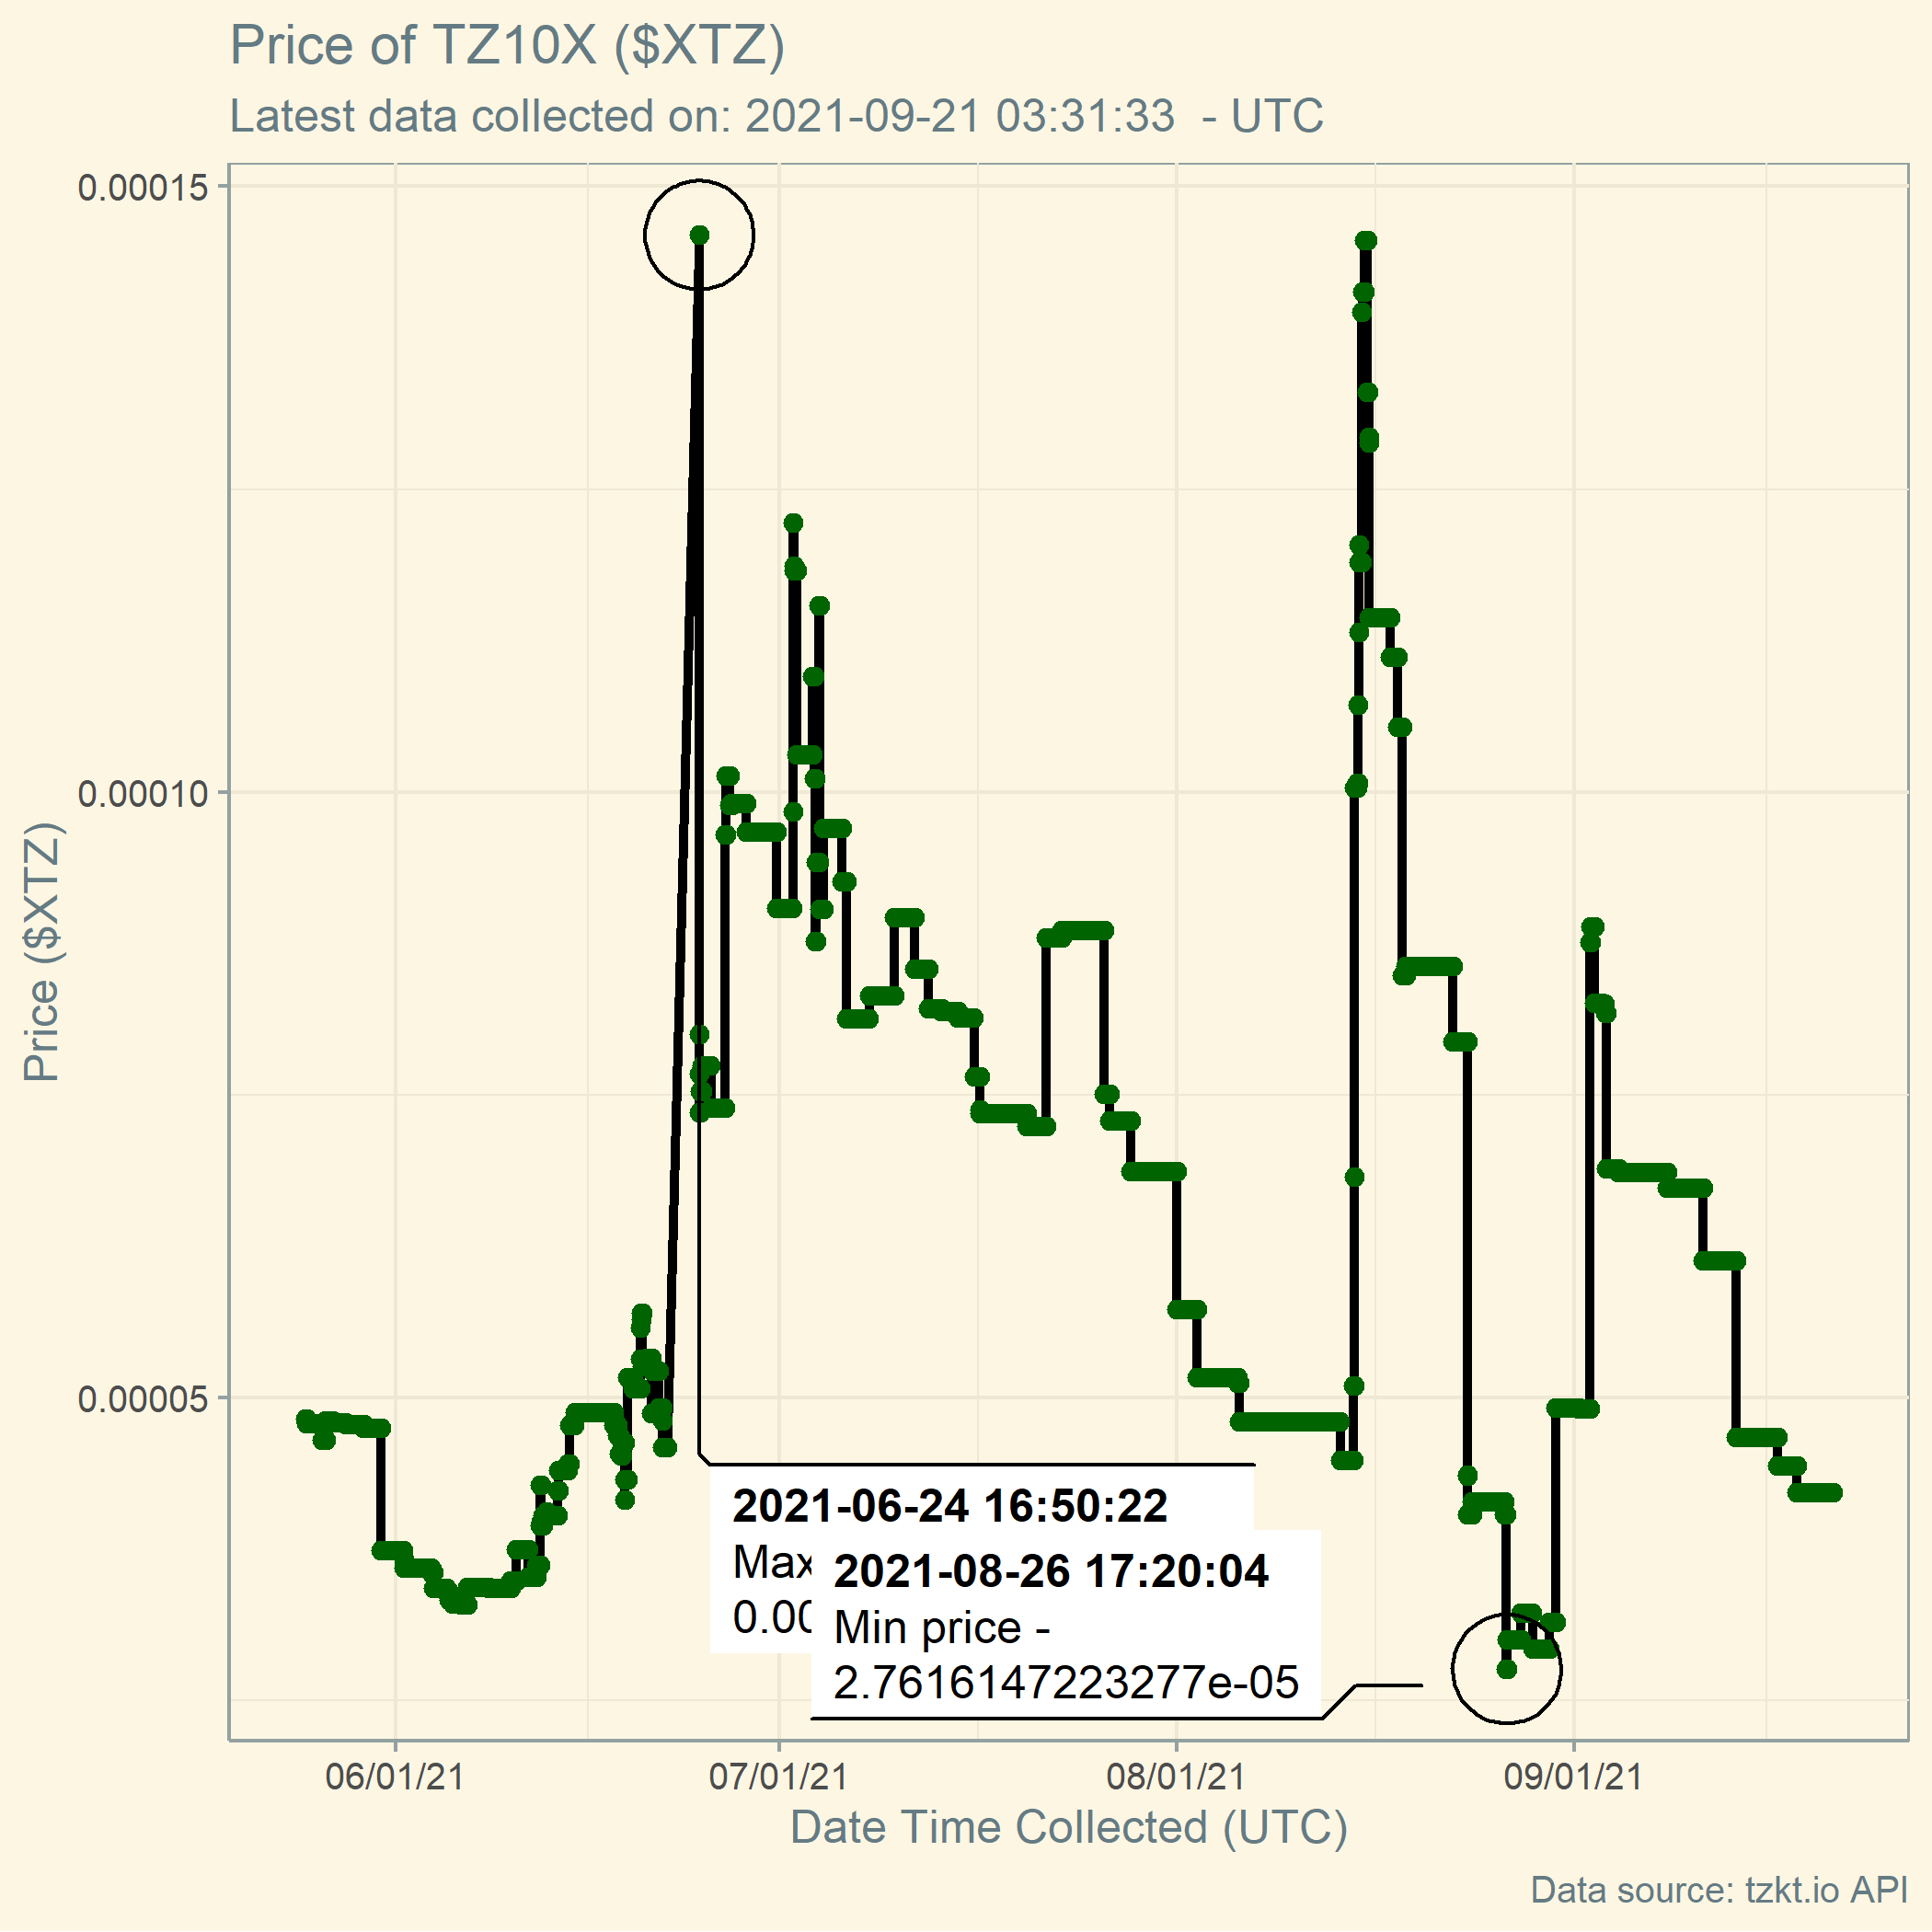 Price of TZ10X ($XTZ)
Latest data collected on: 2021-09-21 03:31:33 - UTC
0.00015
0.00010
0.00005
Price ($XTZ)
2021-06-24 16:50:22
Max
0.00
2021-08-26 17:20:04
Min price -
2.7616147223277e-05
06/01/21
07/01/21
08/01/21
09/01/21
Date Time Collected (UTC)
Data source: tzkt.io API